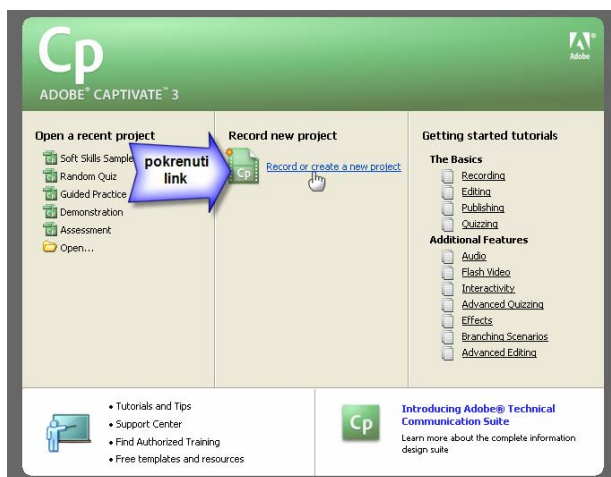 Cp
ADOBE® CAPTIVATE™ 3
Adobe®
Open a recent project
Soft Skills Sample
Random Quiz
Guided Practice
Demonstration
Assessment
Open...
pokrenuti
link
Record new project
Cp
Record or create a new project
Getting started tutorials
The Basics
Recording
Editing
Publishing
Quizzing
Additional Features
Audio
Flash Video
Interactivity
Advanced Quizzing
Effects
Branching Scenarios
Advanced Editing
• Tutorials and Tips
• Support Center
• Find Authorized Training
• Free templates and resources
Cp
Introducing Adobe® Technical
Communication Suite
Learn more about the complete information
design suite